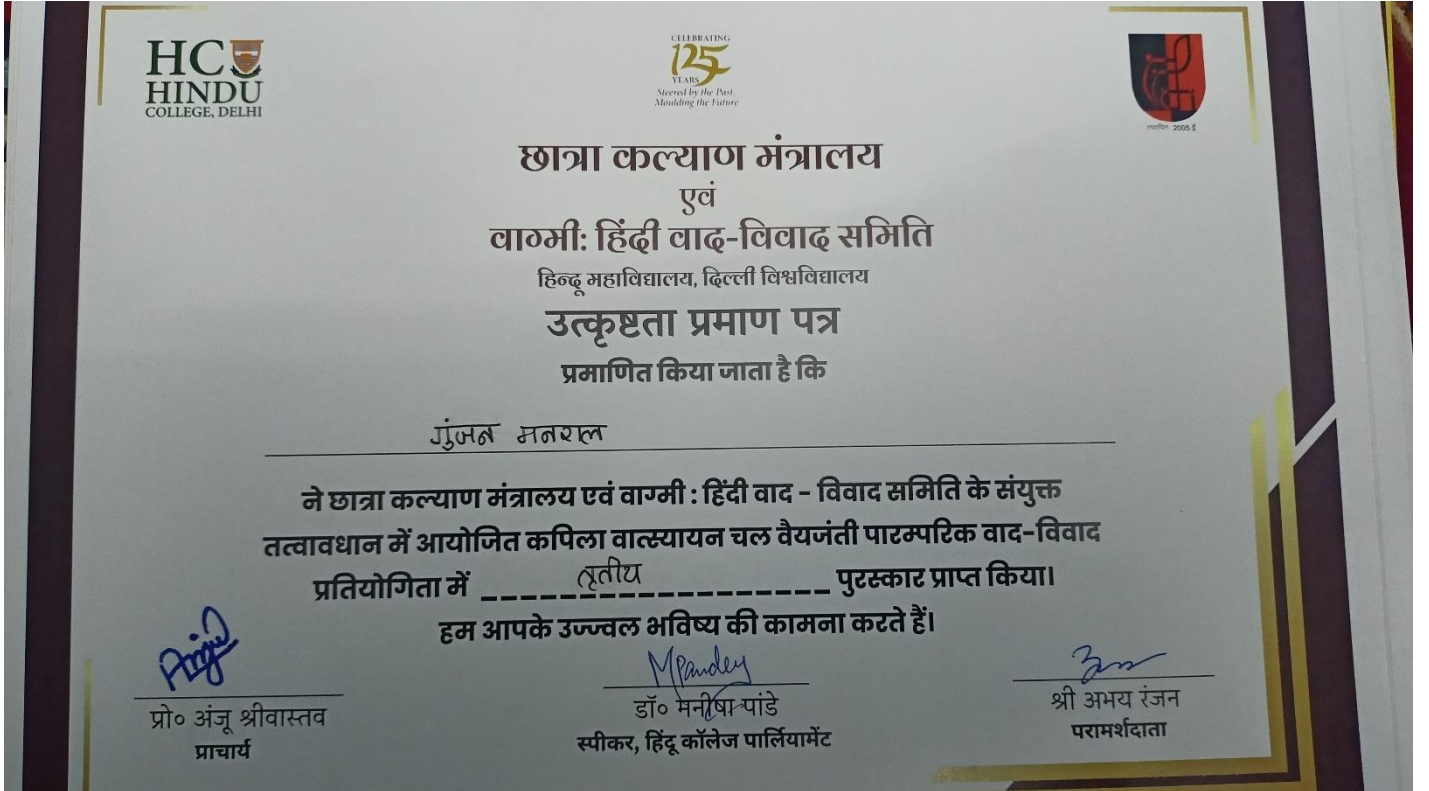 HC
HINDU
COLLEGE, DELHI
CELEBRATING
125
YEARS
Steered by the Past.
Moulding the Future
स्थापित 2005 ई
छात्रा कल्याण मंत्रालय
एवं
वाग्मी: हिंदी वाद-विवाद समिति
हिन्दू महाविद्यालय, दिल्ली विश्वविद्यालय
उत्कृष्टता प्रमाण पत्र
प्रमाणित किया जाता है कि
गुंजन मनराल
ने छात्रा कल्याण मंत्रालय एवं वाग्मी : हिंदी वाद - विवाद समिति के संयुक्त
तत्वावधान में आयोजित कपिला वात्स्यायन चल वैयजंती पारम्परिक वाद-विवाद
प्रतियोगिता में तृतीय पुरस्कार प्राप्त किया।
हम आपके उज्ज्वल भविष्य की कामना करते हैं।
Anju
MPandey
प्रो० अंजू श्रीवास्तव
प्राचार्य
डॉ० मनीषा पांडे
स्पीकर, हिंदू कॉलेज पार्लियामेंट
श्री अभय रंजन
परामर्शदाता